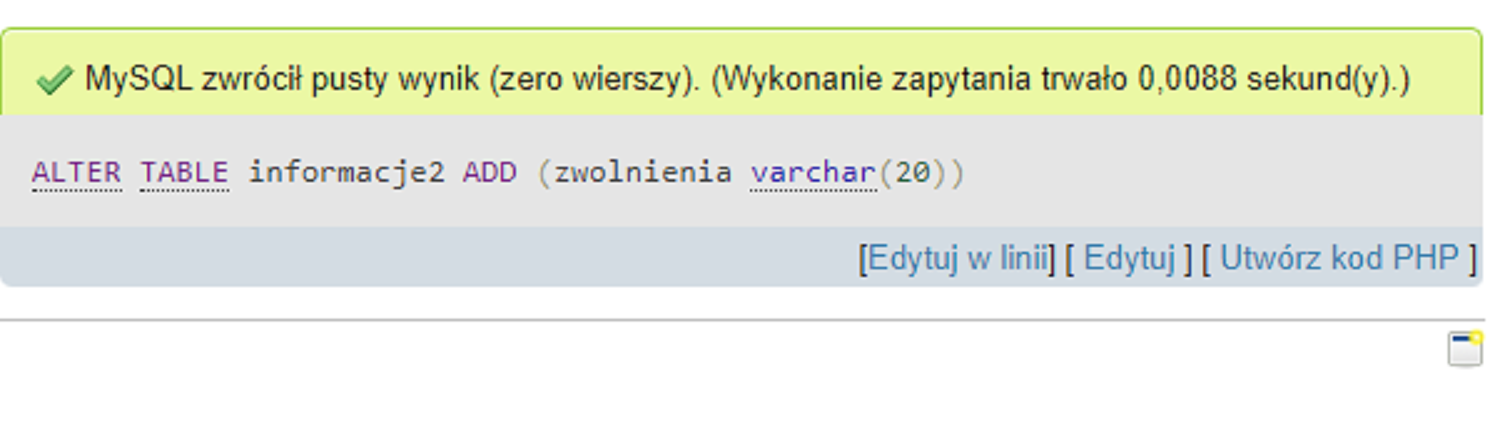 MySQL zwrócił pusty wynik (zero wierszy). (Wykonanie zapytania trwało 0,0088 sekund(y).)
ALTER TABLE informacje2 ADD (zwolnienia varchar(20))
[Edytuj w linii] [ Edytuj ] [ Utwórz kod PHP ]